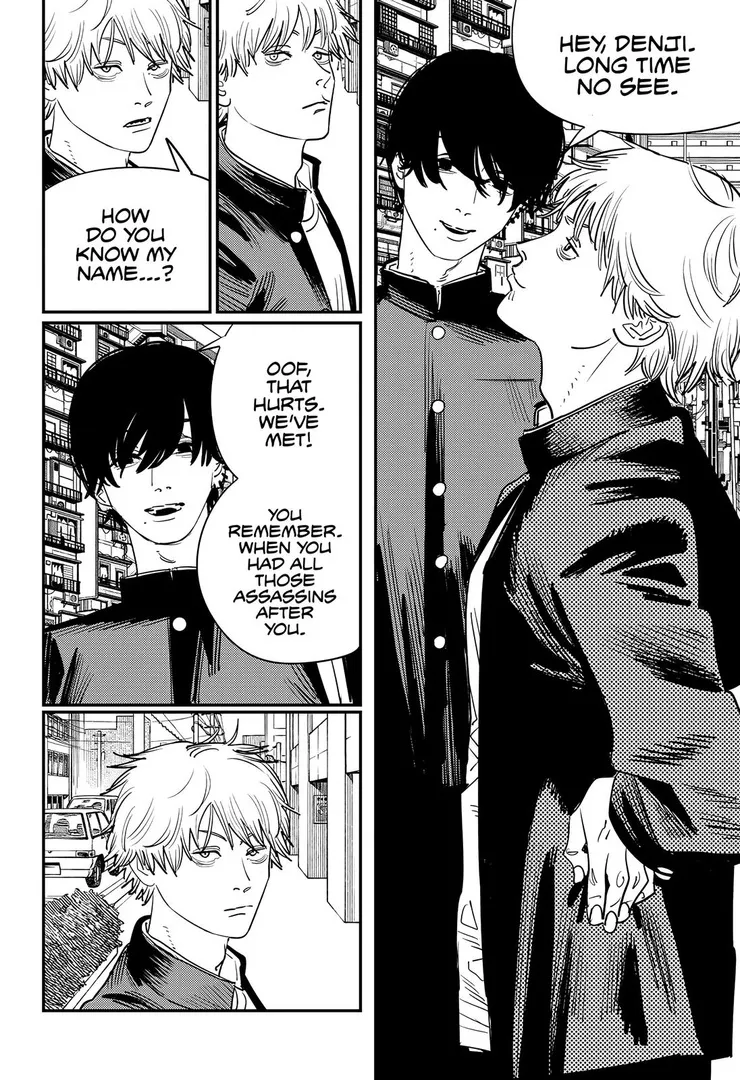 HEY, DENJI.
LONG TIME
NO SEE.
HOW
DO YOU
KNOW MY
NAME...?
OOF,
THAT
HURTS.
WE'VE
MET!
YOU
REMEMBER.
WHEN YOU
HAD ALL
THOSE
ASSASSINS
AFTER
YOU.